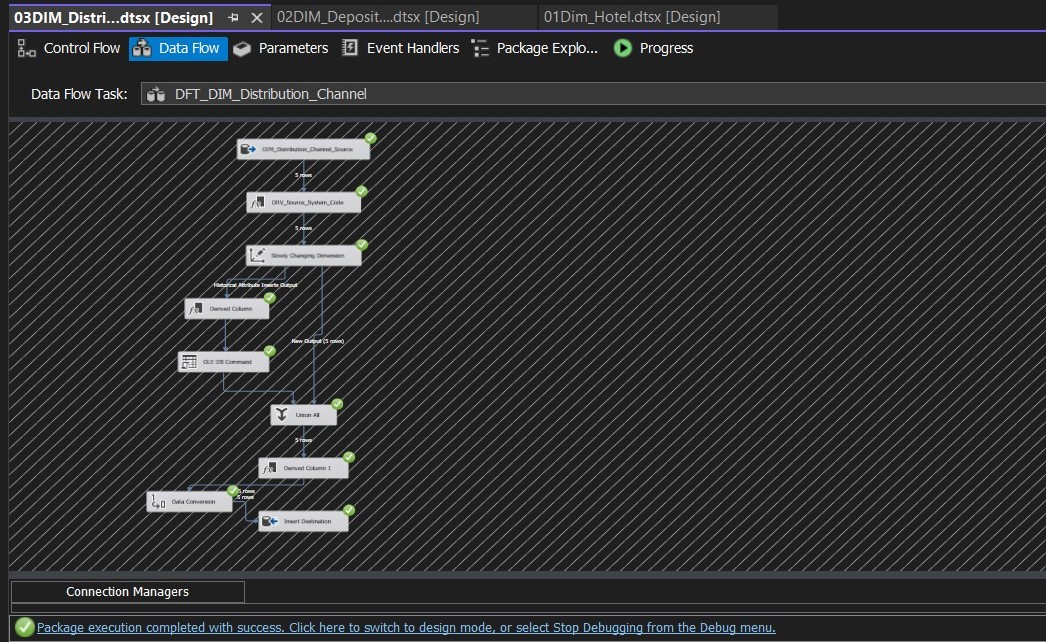 03DIM_Distri...dtsx [Design]
02DIM_Deposit....dtsx [Design]
01Dim_Hotel.dtsx [Design]
Control Flow
Data Flow
Parameters
Event Handlers
Package Explo...
Progress
Data Flow Task:
DFT_DIM_Distribution_Channel
DIM_Distribution_Channel_Source
5 rows
DRV_Source_System_Code
5 rows
Slowly Changing Dimension
Historical Attribute Inserts Output
Derived Column
New Output (5 rows)
OLE DB Command
Union All
5 rows
Derived Column 1
5 rows
5 rows
Data Conversion
Insert Destination
Connection Managers
Package execution completed with success. Click here to switch to design mode, or select Stop Debugging from the Debug menu.